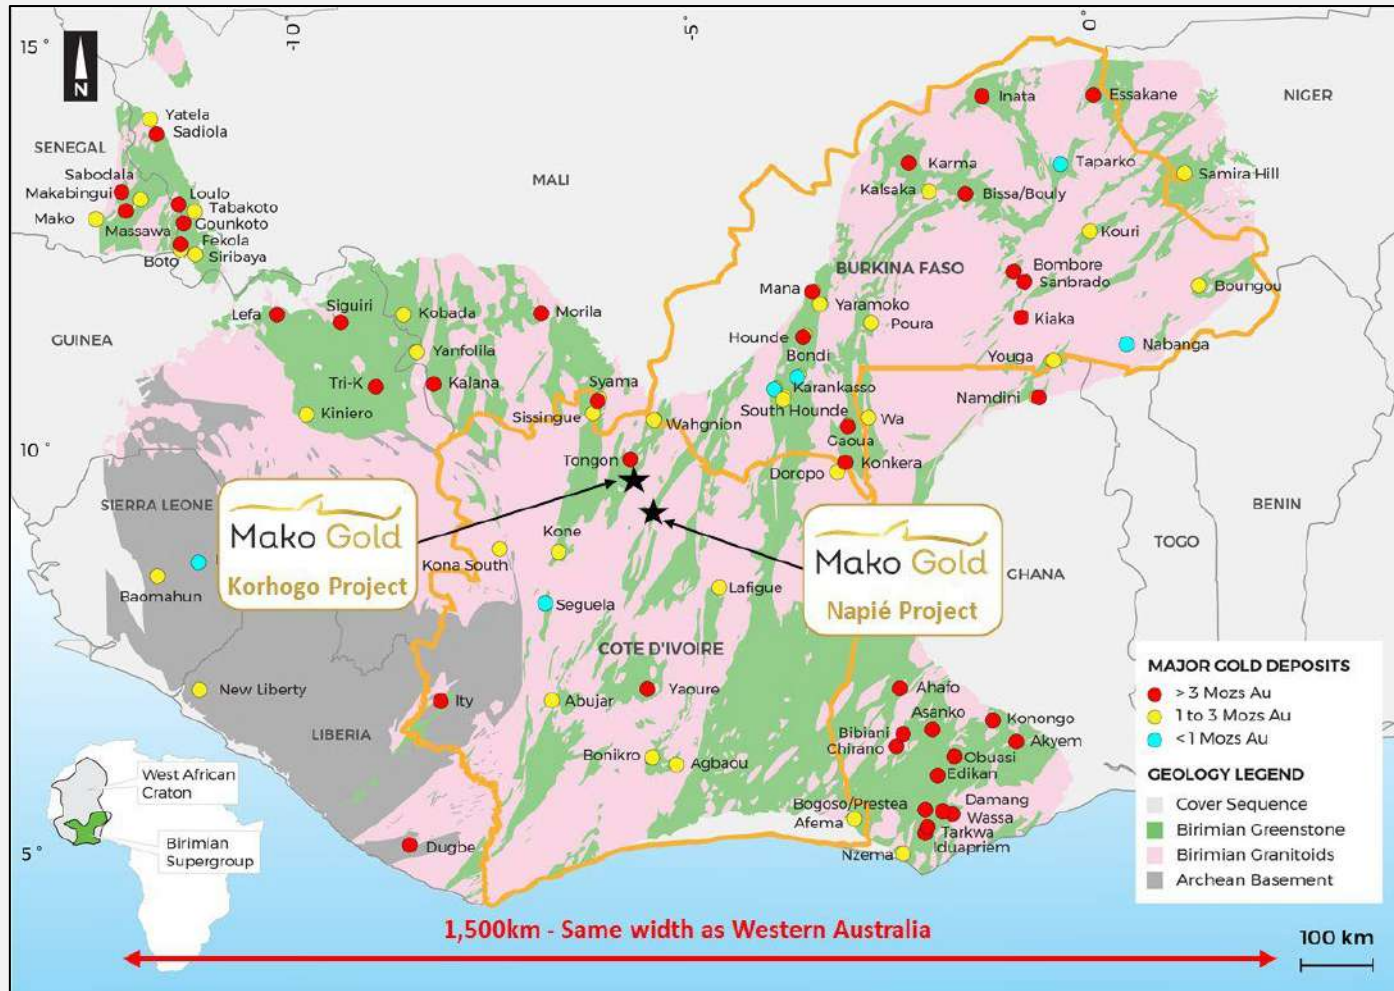 -10°
-5°
0°
15°
N
NIGER
Yatela
Sadiola
SENEGAL
Inata
Essakane
MALI
Karma
Taparko
Samira Hill
Kalsaka
Bissa/Bouly
Sabodala
Makabingui
Loulo
Tabakoto
Mako
Massawa
Gounkoto
Fekola
Boto
Siribaya
Kouri
BURKINA FASO
Bombore
Sanbrado
Boungou
Mana
Yaramoko
Kiaka
Poura
Lefa
Siguiri
Kobada
Morila
GUINEA
Hounde
Bondi
Nabanga
Yanfolila
Youga
Tri-K
Kalana
Syama
Karankasso
South Hounde
Namdini
Kiniero
Sissingue
Wahgnion
Wa
Gaoua
10°
Tongon
Konkera
Doropo
SIERRA LEONE
Mako Gold
Korhogo Project
Mako Gold
Napié Project
BENIN
TOGO
GHANA
Kone
Kona South
Baomahun
Lafigue
Seguela
COTE D'IVOIRE
New Liberty
Ity
Abujar
Yaoure
LIBERIA
Ahafo
Asanko
Konongo
Bibiani
Chirano
Akyem
Obuasi
Edikan
Bonikro
Agbaou
Bogoso/Prestea
Afema
Damang
Wassa
Tarkwa
Iduapriem
Nzema
Dugbe
5°
West African
Craton
Birimian
Supergroup
MAJOR GOLD DEPOSITS
> 3 Mozs Au
1 to 3 Mozs Au
<1 Mozs Au
GEOLOGY LEGEND
Cover Sequence
Birimian Greenstone
Birimian Granitoids
Archean Basement
1,500km - Same width as Western Australia
100 km